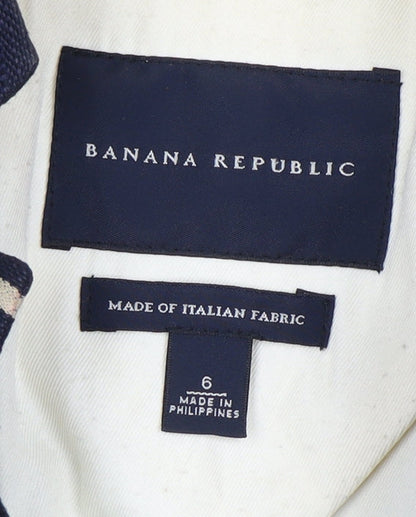 BANANA REPUBLIC
MADE OF ITALIAN FABRIC
6
MADE IN
PHILIPPINES